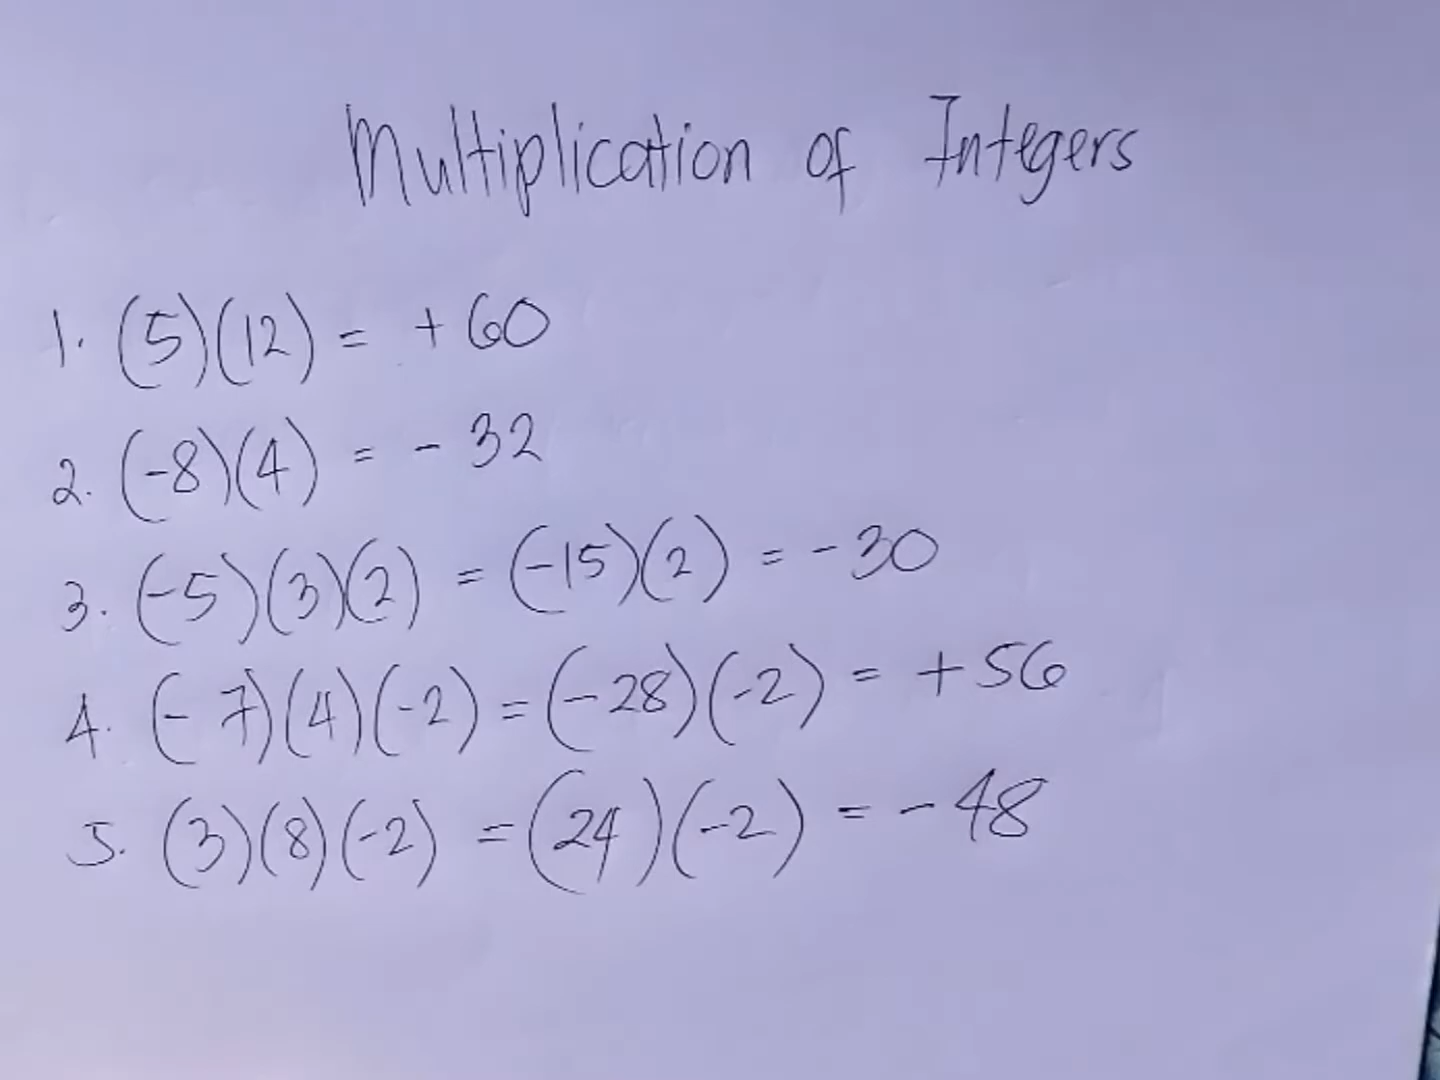 Multiplication of Integers
1. (5)(12) = +60
2. (-8)(4) = - 32
3. (-5)(3)(2) = (-15)(2) = -30
4. (-7)(4)(-2) = (-28)(-2) = +56
5. (3)(8)(-2) = (24)(-2) = -48